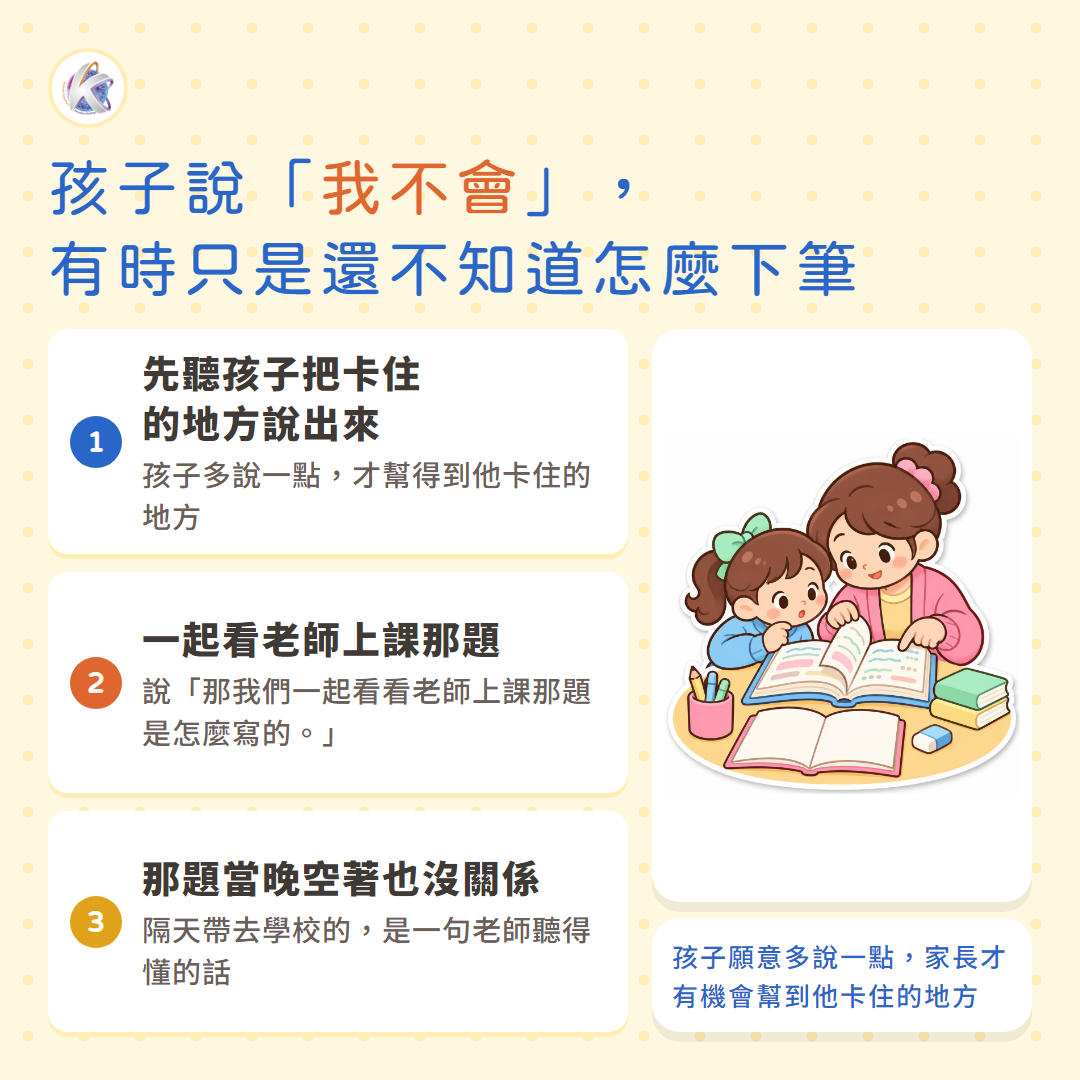 孩子說「我不會」，
有時只是還不知道怎麼下筆
1
先聽孩子把卡住
的地方說出來
孩子多說一點，才幫得到他卡住的
地方
2
一起看老師上課那題
說「那我們一起看看老師上課那題
是怎麼寫的。」
3
那題當晚空著也沒關係
隔天帶去學校的，是一句老師聽得
懂的話
孩子願意多說一點，家長才
有機會幫到他卡住的地方